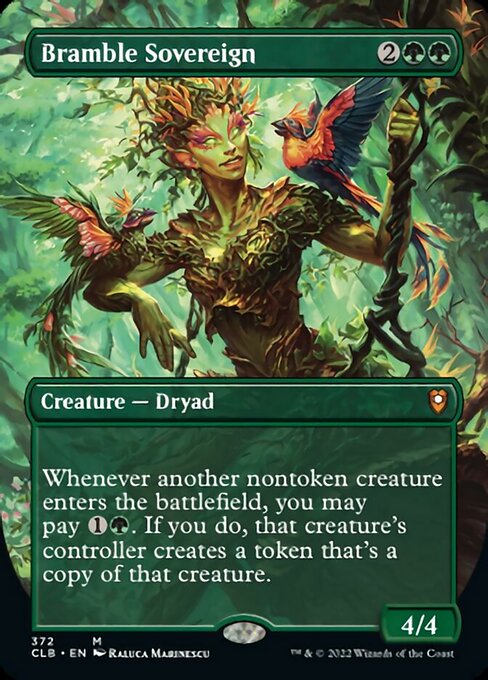 Bramble Sovereign 2
Creature — Dryad
Whenever another nontoken creature
enters the battlefield, you may
pay 1. If you do, that creature's
controller creates a token that's a
copy of that creature.
4/4
372 M
CLB • EN Raluca Marinescu
™ & © 2022 Wizards of the Coast